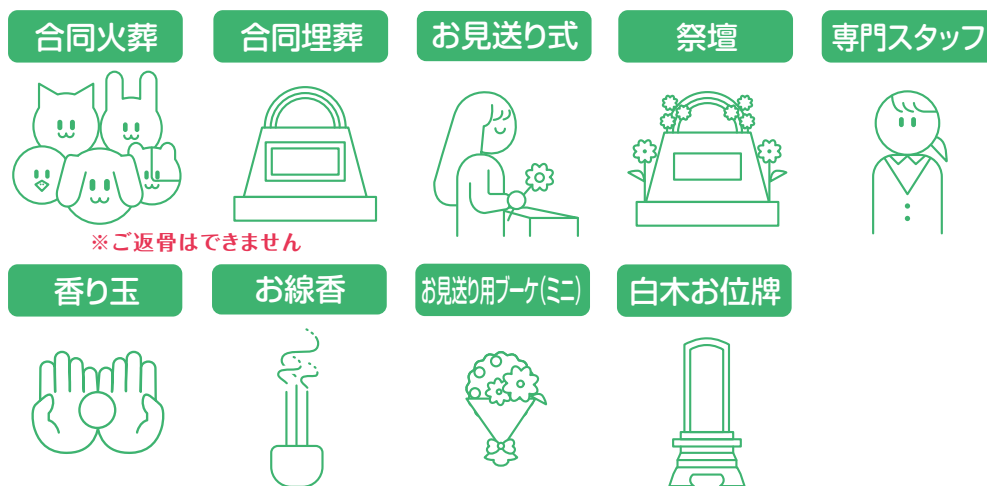 合同火葬
合同埋葬
お見送り式
祭壇
専門スタッフ
※ご返骨はできません
香り玉
お線香
お見送り用ブーケ(ミニ)
白木お位牌